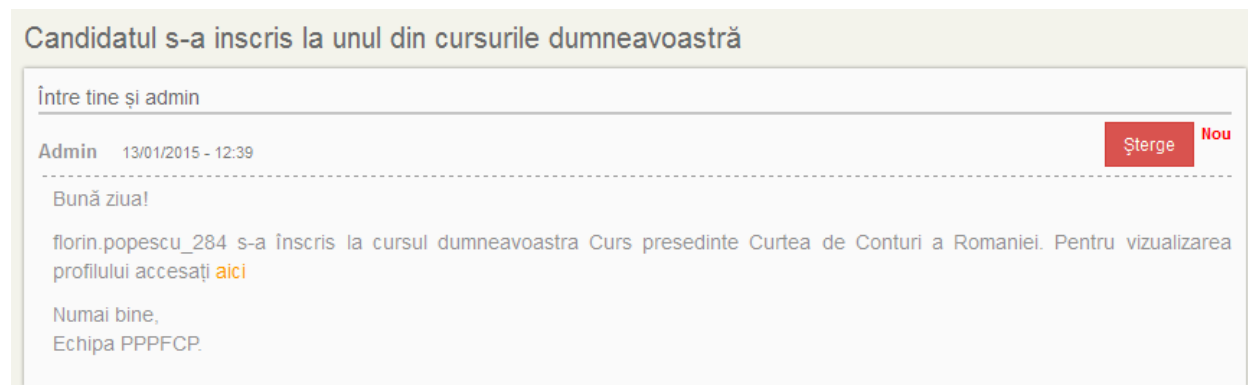 Candidatul s-a inscris la unul din cursurile dumneavoastră
Între tine și admin
Admin 13/01/2015 - 12:39
Şterge Nou
Bună ziua!
florin.popescu_284 s-a înscris la cursul dumneavoastra Curs presedinte Curtea de Conturi a Romaniei. Pentru vizualizarea
profilului accesați aici
Numai bine,
Echipa PPPFCP.